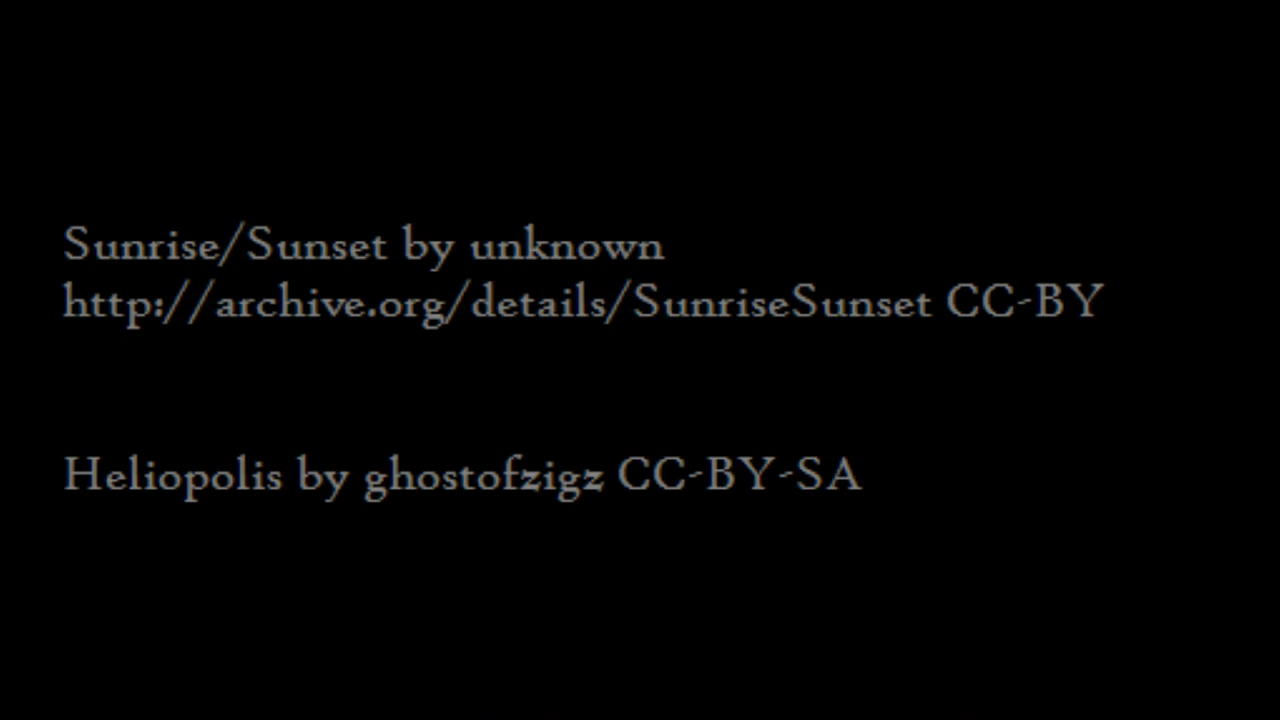 Sunrise/Sunset by unknown
http://archive.org/details/SunriseSunset CC-BY
Heliopolis by ghostofzigz CC-BY-SA